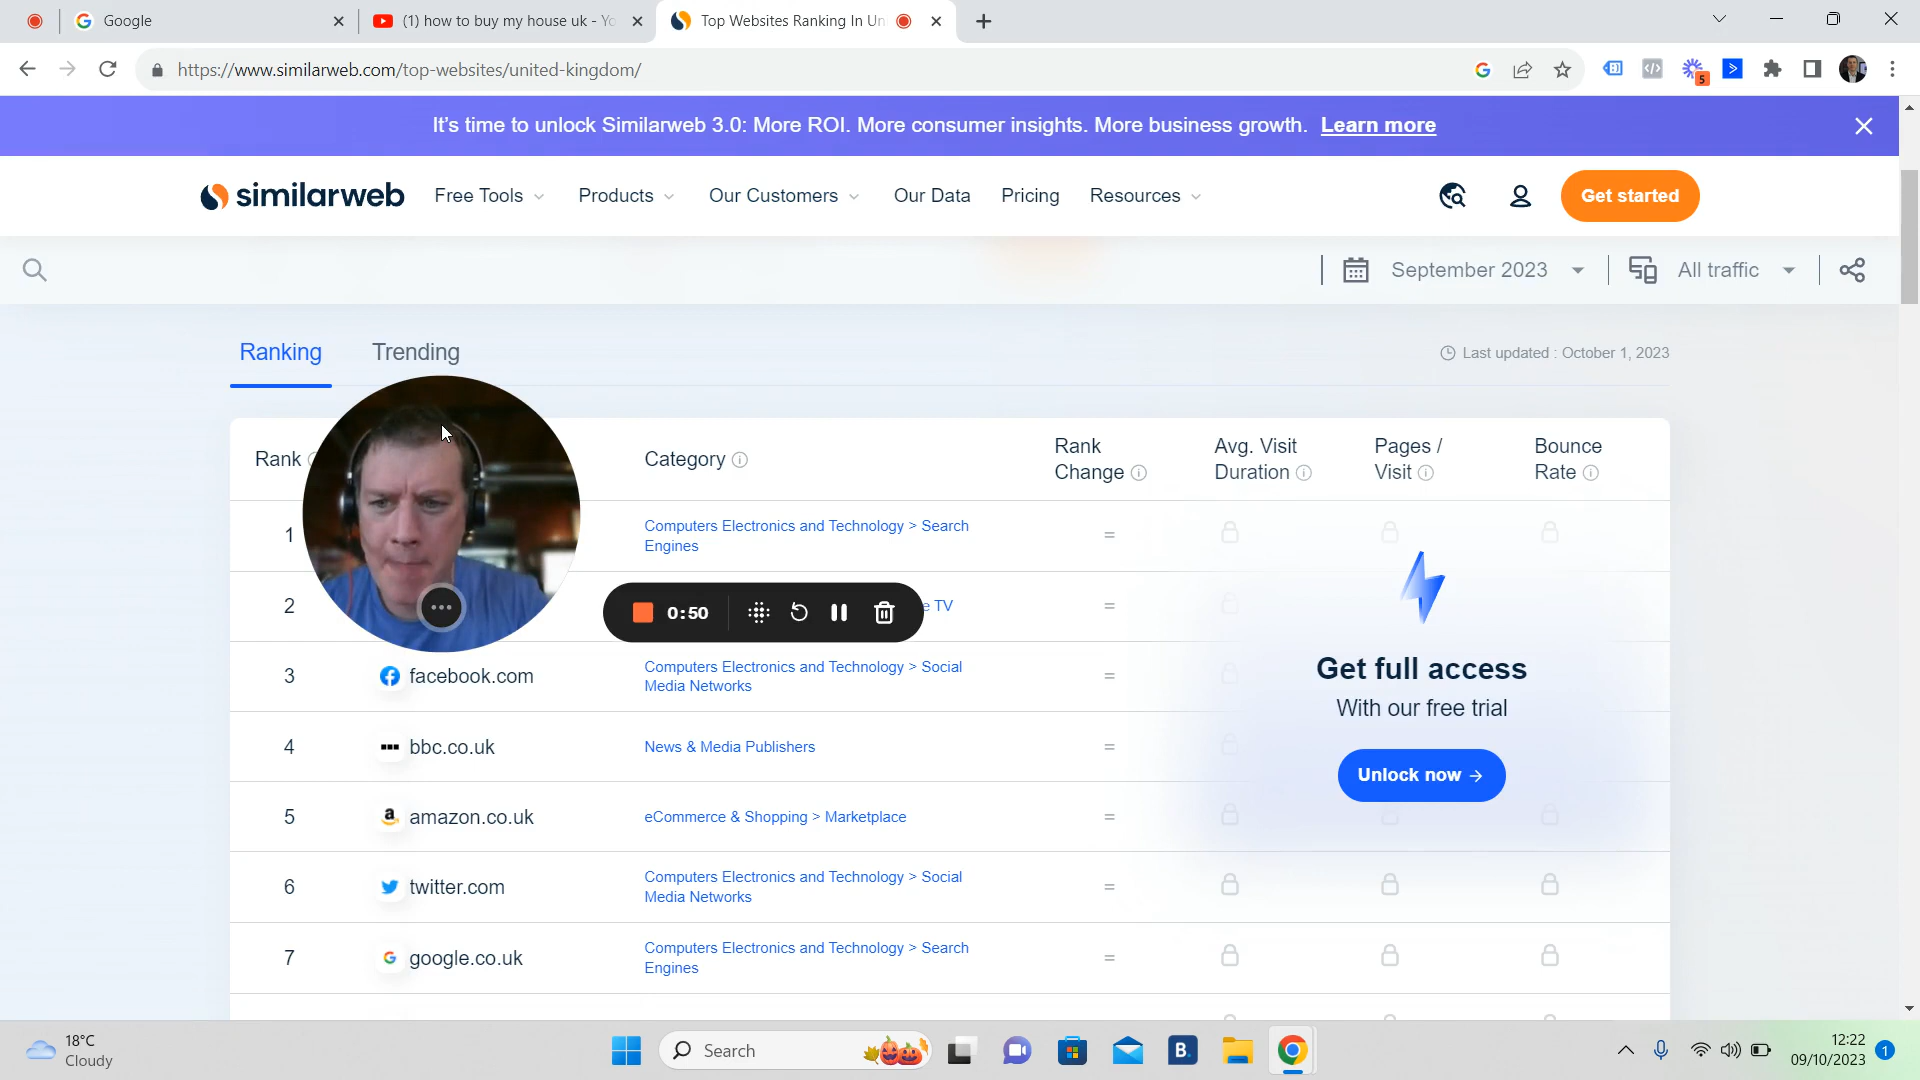 Google
(1) how to buy my house uk - Yo
Top Websites Ranking In Un
https://www.similarweb.com/top-websites/united-kingdom/
5
It's time to unlock Similarweb 3.0: More ROI. More consumer insights. More business growth. Learn more
similarweb
Free Tools
Products
Our Customers
Our Data
Pricing
Resources
Get started
September 2023
All traffic
Ranking
Trending
Last updated : October 1, 2023
Rank
Category
Rank
Change
Avg. Visit
Duration
Pages /
Visit
Bounce
Rate
1
Computers Electronics and Technology > Search
Engines
=
2
e TV
=
0:50
3
facebook.com
Computers Electronics and Technology > Social
Media Networks
=
4
bbc.co.uk
News & Media Publishers
=
5
amazon.co.uk
eCommerce & Shopping > Marketplace
=
6
twitter.com
Computers Electronics and Technology > Social
Media Networks
=
7
google.co.uk
Computers Electronics and Technology > Search
Engines
=
Get full access
With our free trial
Unlock now →
18°C
Cloudy
Search
B.
12:22
09/10/2023
1